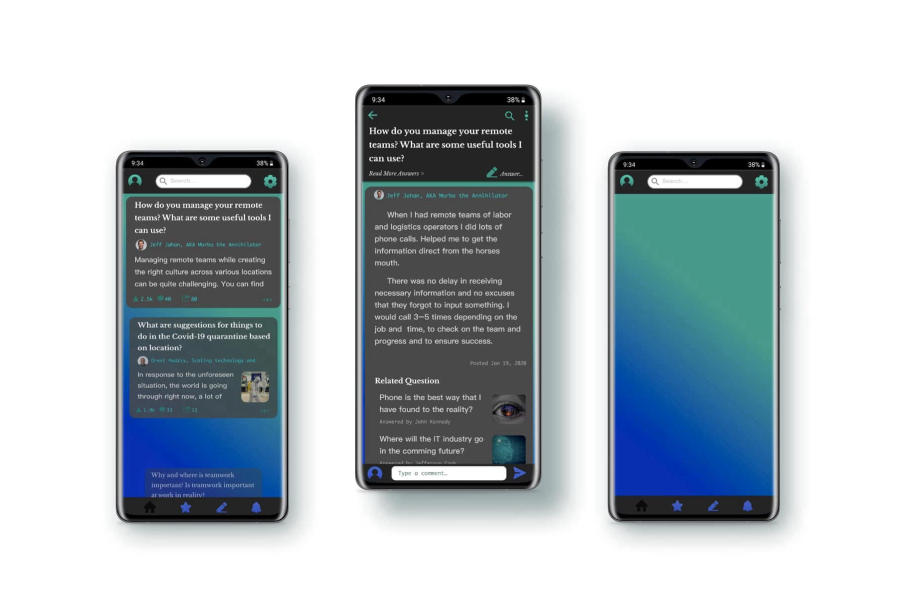 9:34
38%
Search...
How do you manage your remote
teams? What are some useful tools I
can use?
Jeff Juhan, AKA Murbo the Annihilator
Managing remote teams while creating
the right culture across various locations
can be quite challenging. You can find
2.5k
40
80
What are suggestions for things to
do in the Covid-19 quarantine based
on location?
Scaling technology and
In response to the unforeseen
situation, the world is going
through right now, a lot of
33
12
Why and where is teamwork
important? Is teamwork important
at work in reality?
9:34
38%
How do you manage your remote
teams? What are some useful tools I
can use?
Read More Answers >
Answer..
Jeff Juhan, AKA Murbo the Annihilator
When I had remote teams of labor
and logistics operators I did lots of
phone calls. Helped me to get the
information direct from the horses
mouth.
There was no delay in receiving
necessary information and no excuses
that they forgot to input something. I
would call 3–5 times depending on the
job and time, to check on the team and
progress and to ensure success.
Posted Jan 19, 2020
Related Question
Phone is the best way that I
have found to the reality?
Answered by John Kennedy
Where will the IT industry go
in the comming future?
Answered by Jefferson
Type a comment…
9:34
38%
Search...